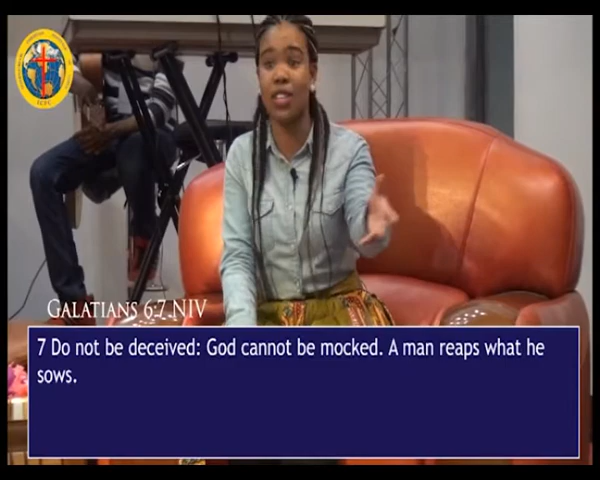 GALATIANS 6:7 NIV
7 Do not be deceived: God cannot be mocked. A man reaps what he
sows.